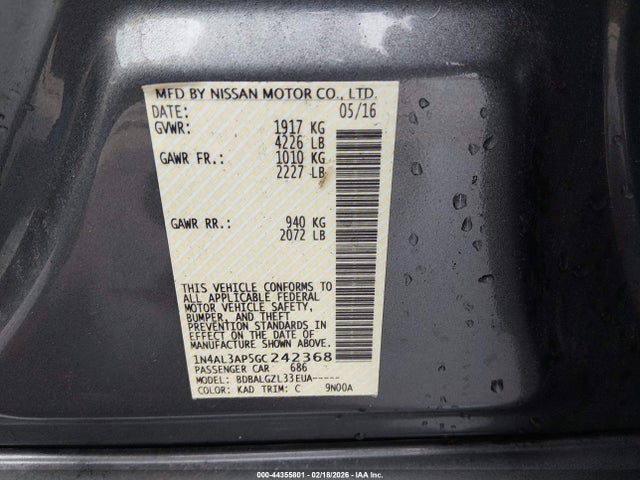 MFD BY NISSAN MOTOR CO., LTD.
DATE: 05/16
GVWR: 1917 KG
4226 LB
GAWR FR.: 1010 KG
2227 LB
GAWR RR.: 940 KG
2072 LB
THIS VEHICLE CONFORMS TO
ALL APPLICABLE FEDERAL
MOTOR VEHICLE SAFETY,
BUMPER, AND THEFT
PREVENTION STANDARDS IN
EFFECT ON THE DATE OF
MANUFACTURE SHOWN ABOVE.
1N4AL3AP5GC242368
PASSENGER CAR 686
MODEL: BDBALGZL33EUA-----
COLOR: KAD TRIM: C 9N00A
000-44355801 - 02/18/2026 - IAA Inc.